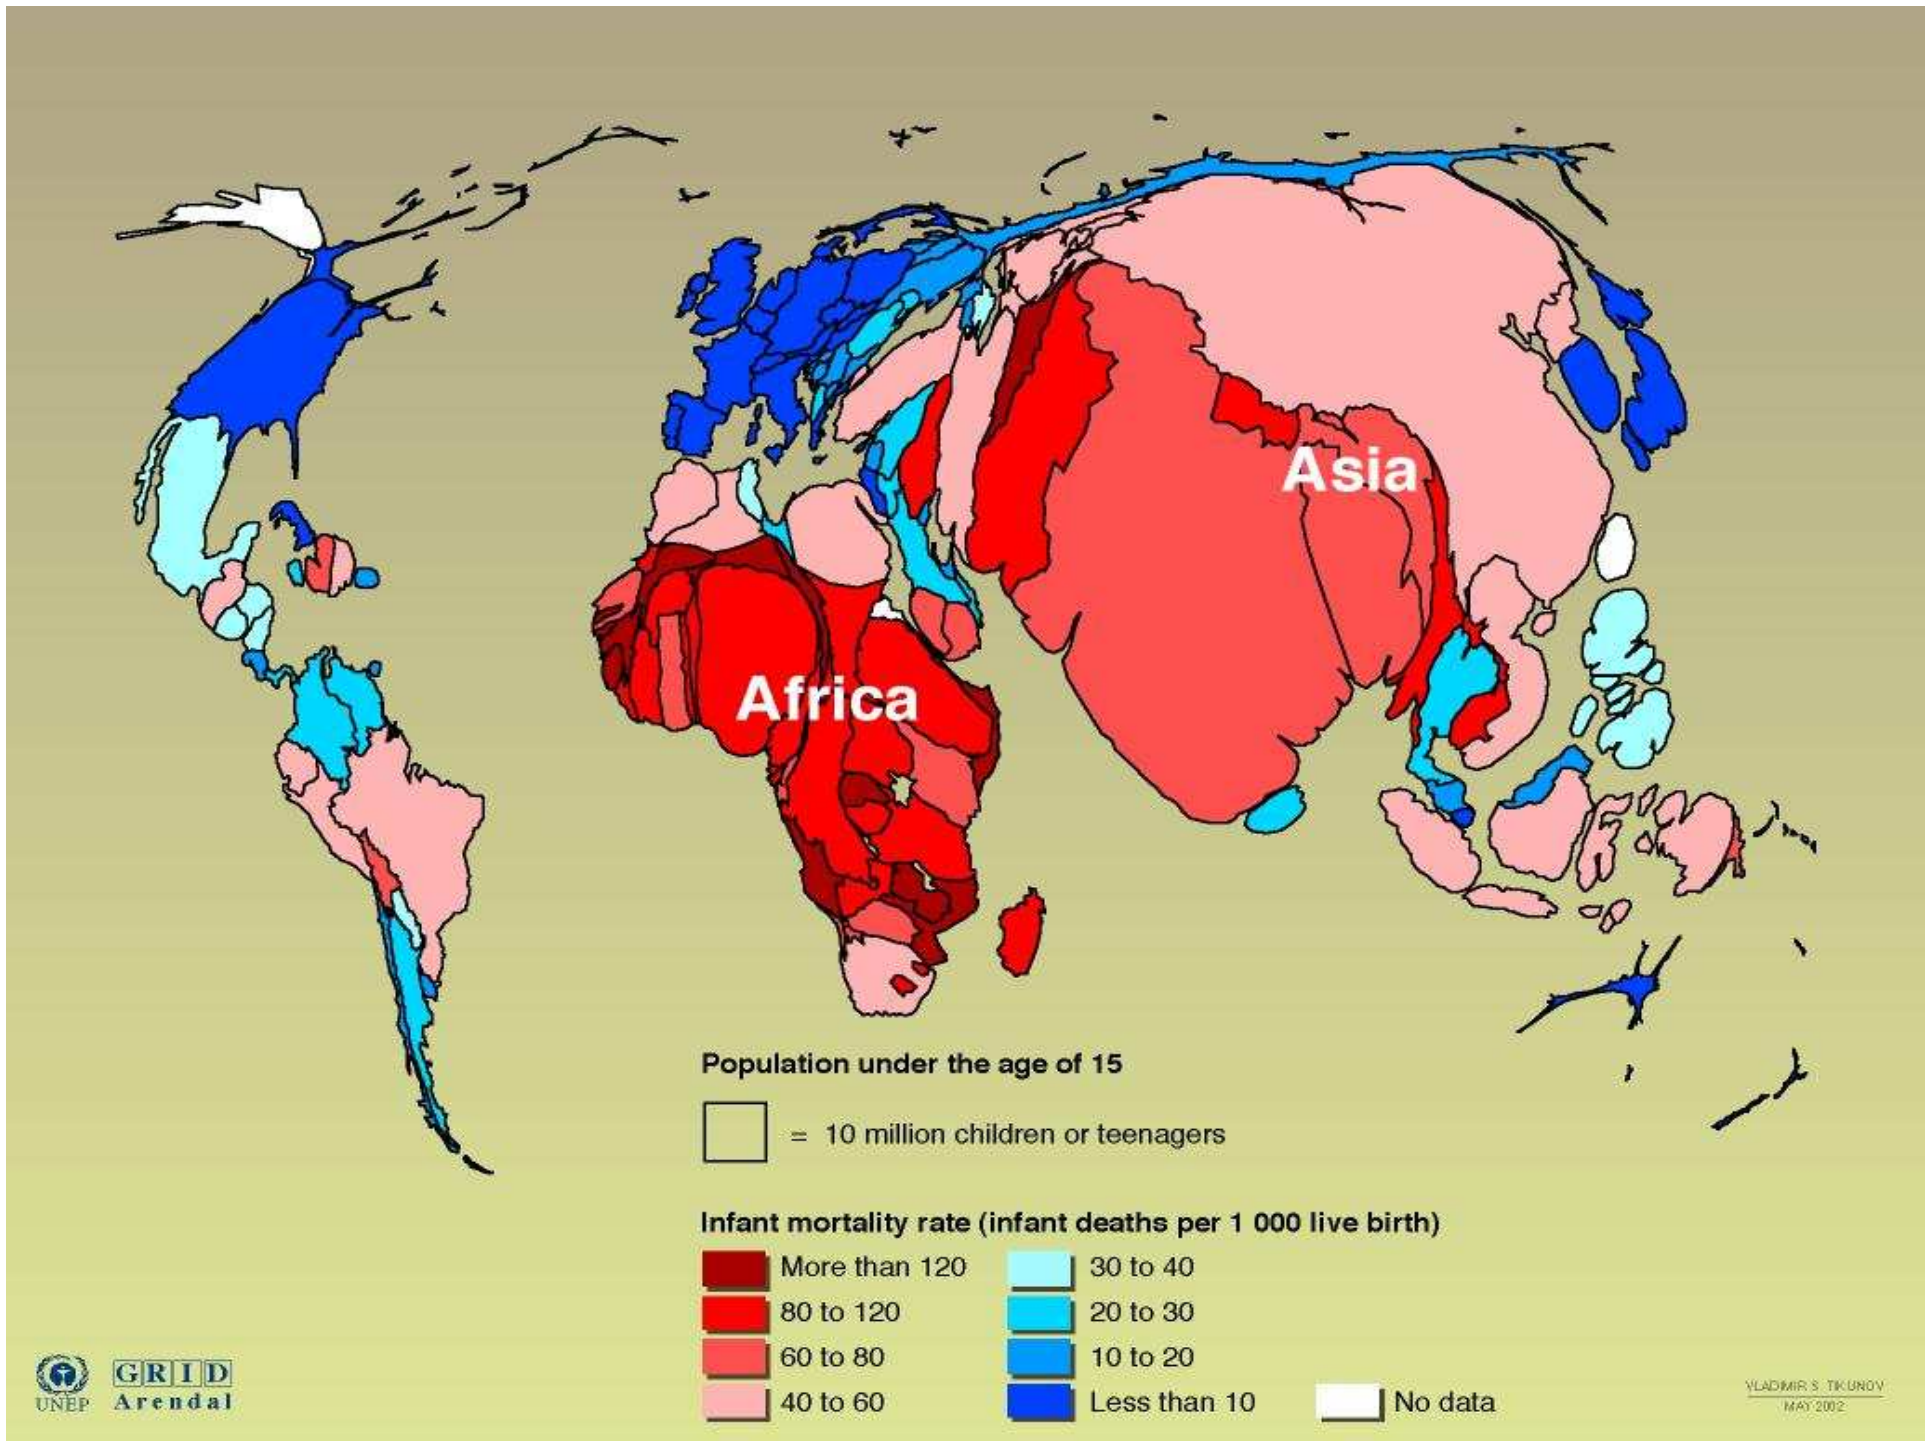 Asia
Africa
Population under the age of 15
= 10 million children or teenagers
Infant mortality rate (infant deaths per 1 000 live birth)
More than 120
30 to 40
80 to 120
20 to 30
60 to 80
10 to 20
40 to 60
Less than 10
No data
UNEP
GRID
Arendal
VLADIMIR S. TIKUNOV
MAY 2002